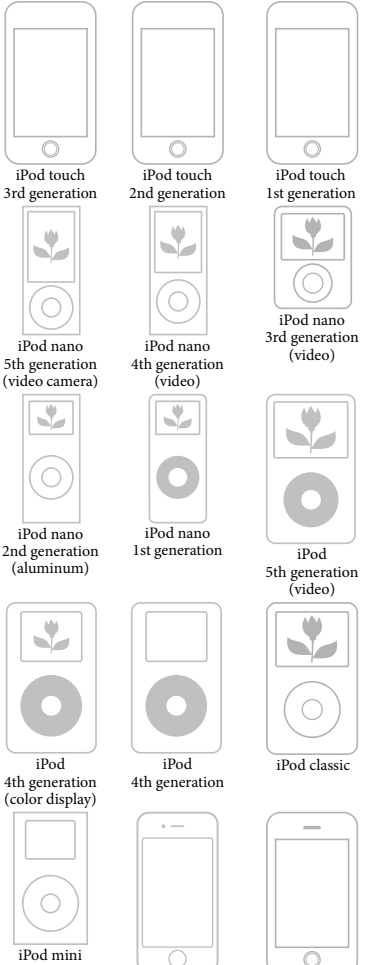 iPod touch
3rd generation
iPod touch
2nd generation
iPod touch
1st generation
iPod nano
5th generation
(video camera)
iPod nano
4th generation
(video)
iPod nano
3rd generation
(video)
iPod nano
2nd generation
(aluminum)
iPod nano
1st generation
iPod
5th generation
(video)
iPod
4th generation
(color display)
iPod
4th generation
iPod classic
iPod mini